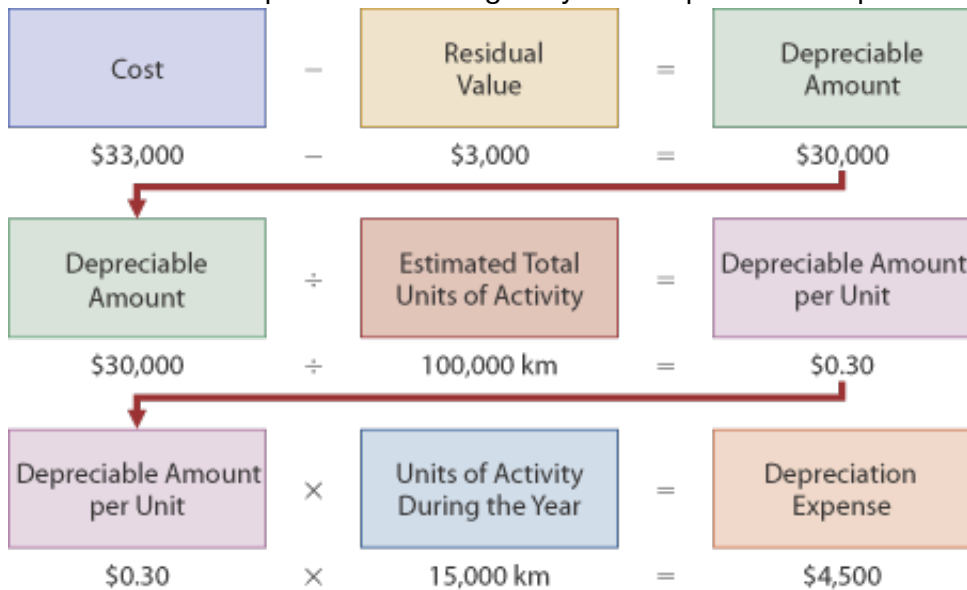 Cost − Residual Value = Depreciable Amount
$33,000 − $3,000 = $30,000
Depreciable Amount ÷ Estimated Total Units of Activity = Depreciable Amount per Unit
$30,000 ÷ 100,000 km = $0.30
Depreciable Amount per Unit × Units of Activity During the Year = Depreciation Expense
$0.30 × 15,000 km = $4,500